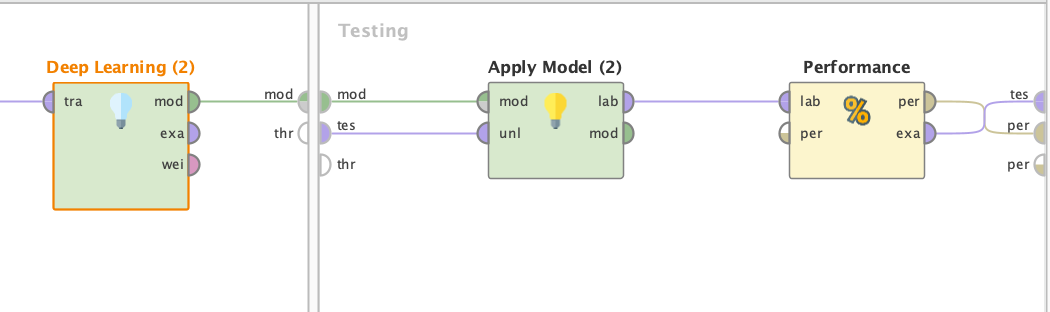 Testing
Deep Learning (2)
tra
mod
exa
wei
mod
thr
mod
tes
thr
Apply Model (2)
mod
unl
lab
mod
Performance
lab
per
per
exa
%
tes
per
per